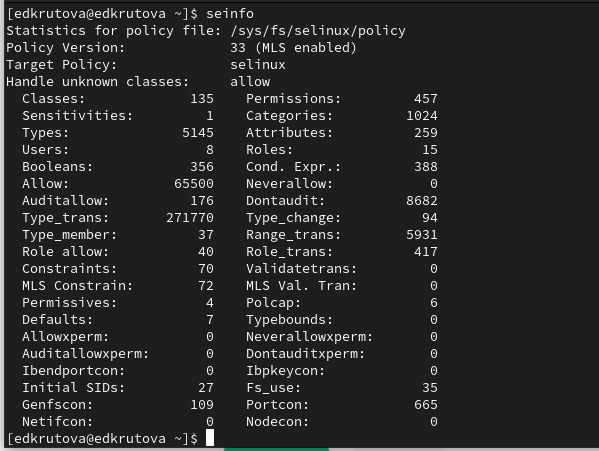 [edkrutova@edkrutova ~]$ seinfo
Statistics for policy file: /sys/fs/selinux/policy
Policy Version:             33 (MLS enabled)
Target Policy:              selinux
Handle unknown classes:     allow
  Classes:             135    Permissions:         457
  Sensitivities:         1    Categories:         1024
  Types:              5145    Attributes:          259
  Users:                 8    Roles:                15
  Booleans:            356    Cond. Expr.:         388
  Allow:             65500    Neverallow:            0
  Auditallow:          176    Dontaudit:          8682
  Type_trans:       271770    Type_change:          94
  Type_member:          37    Range_trans:        5931
  Role allow:           40    Role_trans:          417
  Constraints:          70    Validatetrans:         0
  MLS Constrain:        72    MLS Val. Tran:         0
  Permissives:           4    Polcap:                6
  Defaults:              7    Typebounds:            0
  Allowxperm:            0    Neverallowxperm:       0
  Auditallowxperm:       0    Dontauditxperm:        0
  Ibendportcon:          0    Ibpkeycon:             0
  Initial SIDs:         27    Fs_use:               35
  Genfscon:            109    Portcon:             665
  Netifcon:              0    Nodecon:               0
[edkrutova@edkrutova ~]$